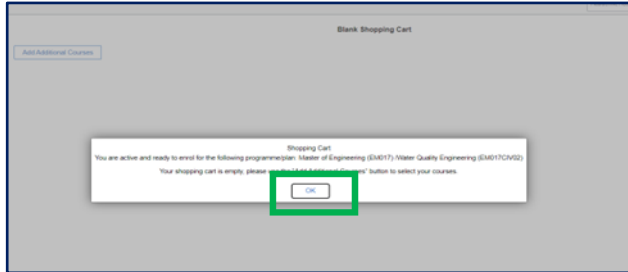 Blank Shopping Cart
Add Additional Courses
Shopping Cart
You are active and ready to enrol for the following programme/plan: Master of Engineering (EM017) /Water Quality Engineering (EM017CIV02)
Your shopping cart is empty, please use the "Add Additional Courses" button to select your courses.
OK